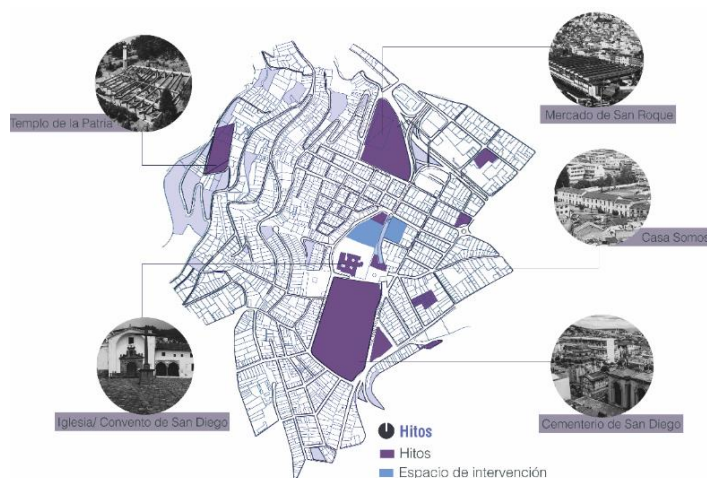 Templo de la Patria
Mercado de San Roque
Casa Somos
Iglesia/ Convento de San Diego
Cementerio de San Diego
Hitos
Hitos
Espacio de intervención